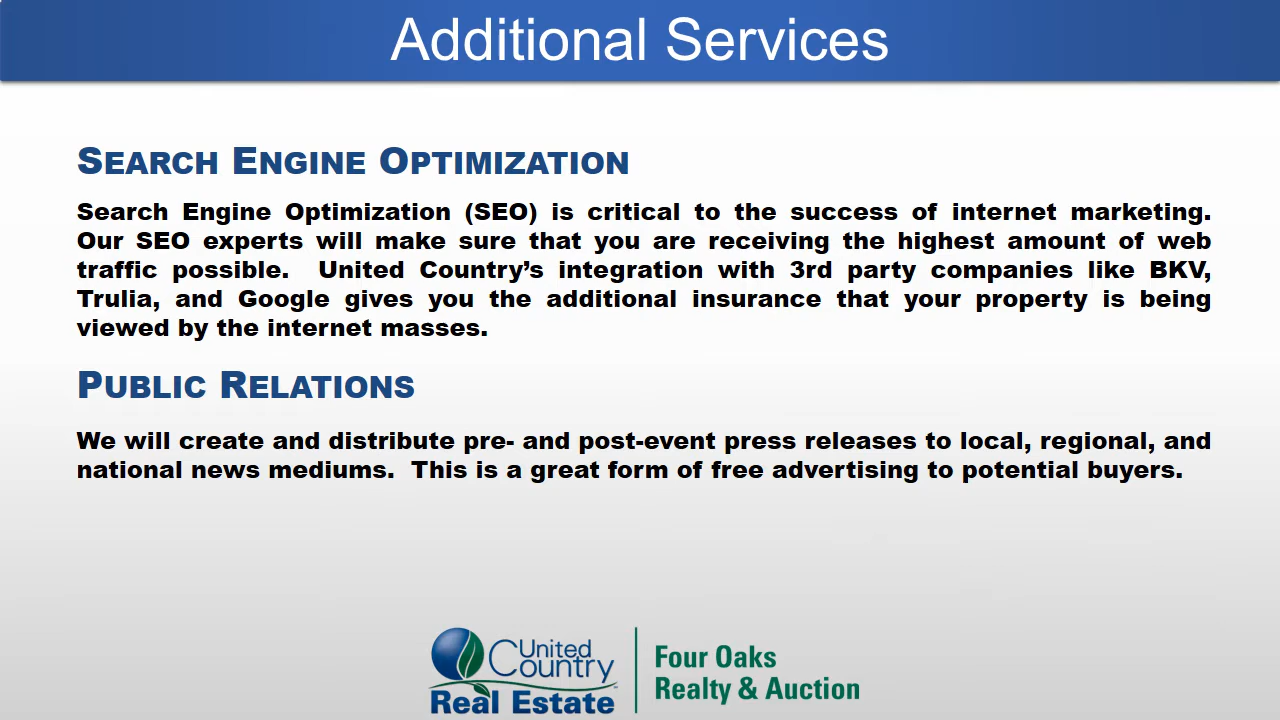 Additional Services
SEARCH ENGINE OPTIMIZATION
Search Engine Optimization (SEO) is critical to the success of internet marketing.
Our SEO experts will make sure that you are receiving the highest amount of web
traffic possible.  United Country’s integration with 3rd party companies like BKV,
Trulia, and Google gives you the additional insurance that your property is being
viewed by the internet masses.
PUBLIC RELATIONS
We will create and distribute pre- and post-event press releases to local, regional, and
national news mediums.  This is a great form of free advertising to potential buyers.
United
Country
Real Estate
Four Oaks
Realty & Auction